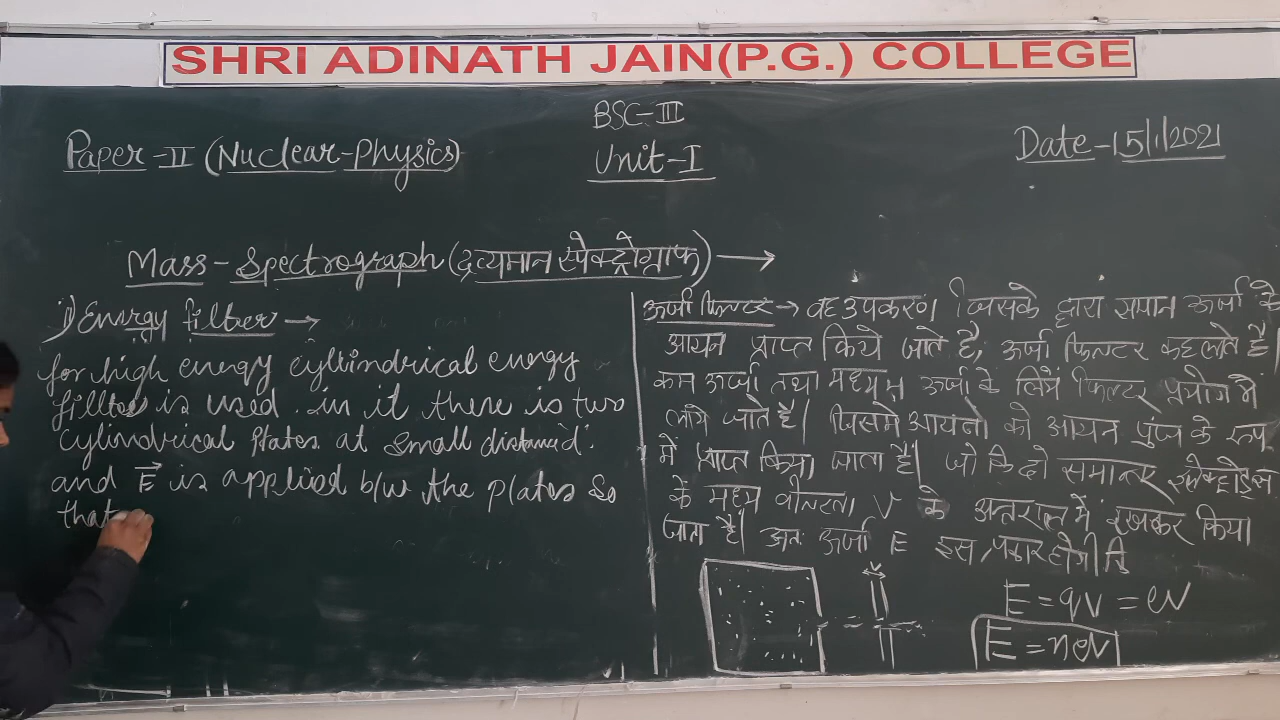 SHRI ADINATH JAIN(P.G.) COLLEGE
BSC-III
Paper-II (Nuclear-Physics)
Unit-I
Date-15/1/2021
Mass-Spectrograph (द्रव्यमान स्पेक्ट्रोग्राफ) →
i) Energy filter →
for high energy cylindrical energy
filter is used. in it there is two
cylindrical plates at small distance.
and E is applied b/w the plates so
that
ऊर्जा फिल्टर → वह उपकरण जिसके द्वारा समान ऊर्जा के
आयन प्राप्त किये जाते है, ऊर्जा फिल्टर कहलाते है।
कम ऊर्जा तथा मध्यम ऊर्जा के लिये फिल्टर प्रयोग में
लाये जाते है। जिसमे आयनो को आयन पुंज के रूप
में प्राप्त किया जाता है। जो कि दो समान्तर
के मध्य V के अन्तराल में रखकर किया
जाता है। अतः ऊर्जा E इस प्रकार होगी कि
V
E = qV = eV
E = neV